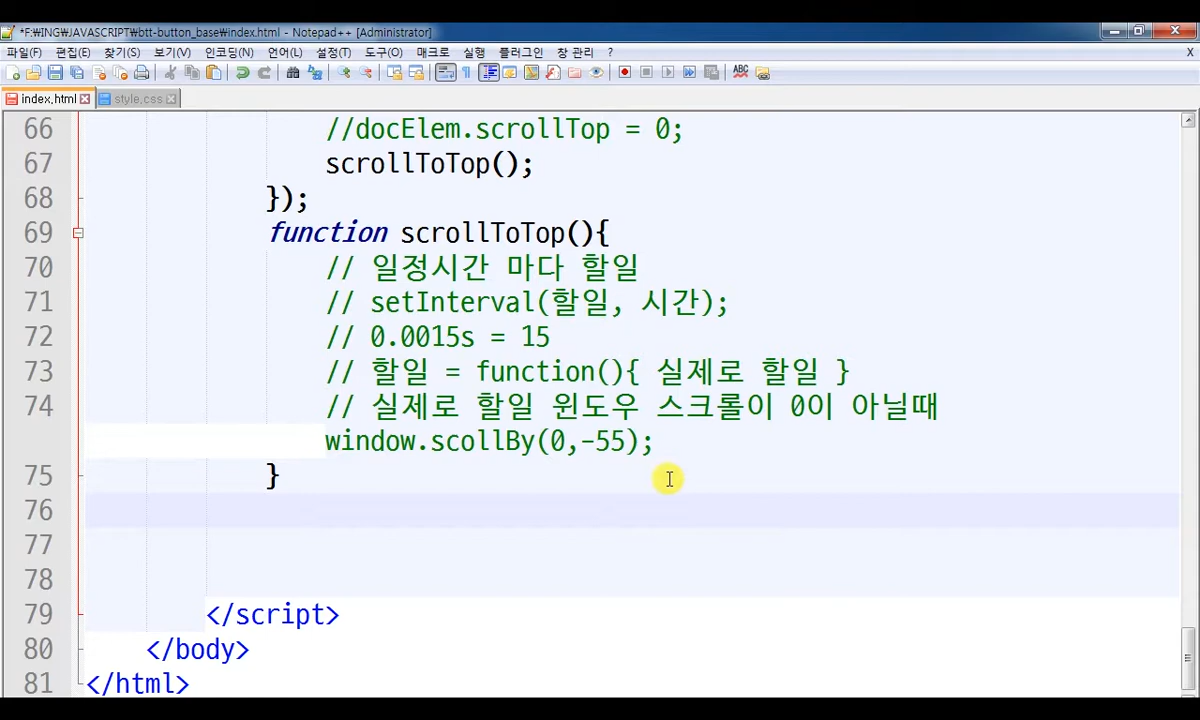 *F:\ING\JAVASCRIPT\btt-button_base\index.html - Notepad++ [Administrator]
파일(F) 편집(E) 찾기(S) 보기(V) 인코딩(N) 언어(L) 설정(T) 도구(O) 매크로 실행 플러그인 창 관리 ? X
index.html style.css
66 //docElem.scrollTop = 0;
67 scrollToTop();
68 });
69 function scrollToTop(){
70 // 일정시간 마다 할일
71 // setInterval(할일, 시간);
72 // 0.0015s = 15
73 // 할일 = function(){ 실제로 할일 }
74 // 실제로 할일 윈도우 스크롤이 0이 아닐때
window.scollBy(0,-55);
75 }
76
77
78
79 </script>
80 </body>
81 </html>